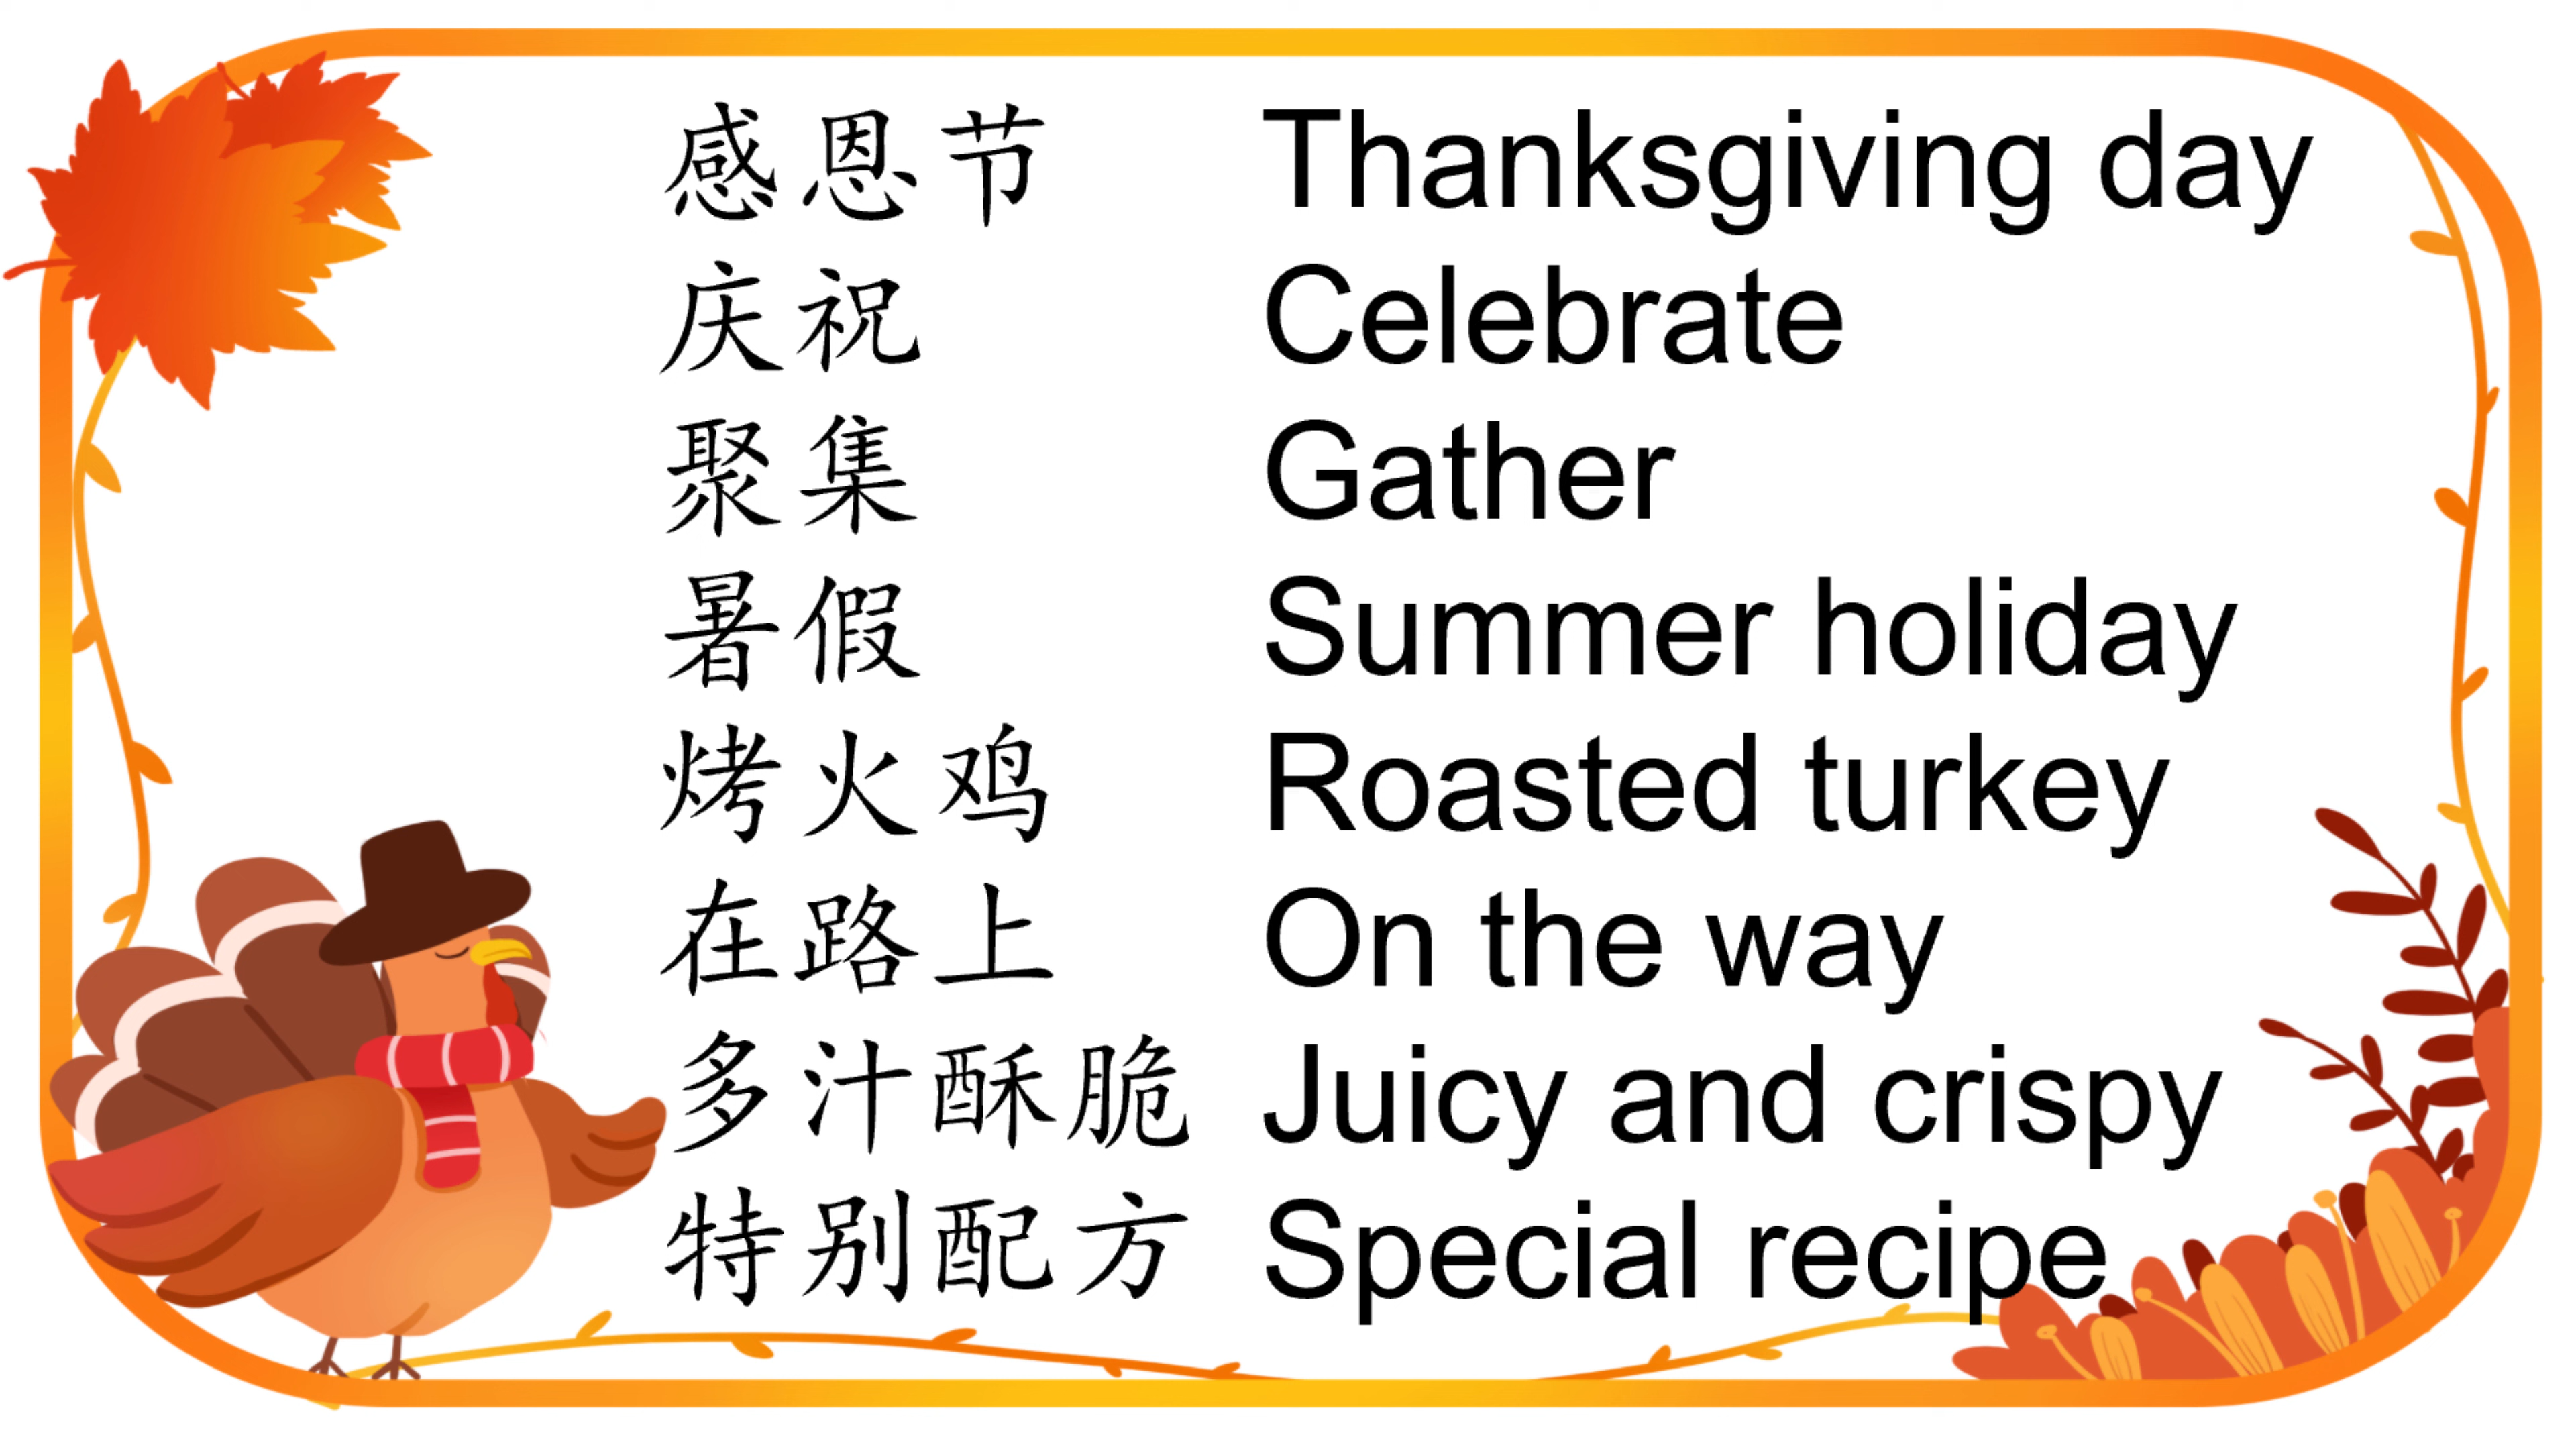 感恩节 Thanksgiving day
庆祝 Celebrate
聚集 Gather
暑假 Summer holiday
烤火鸡 Roasted turkey
在路上 On the way
多汁酥脆 Juicy and crispy
特别配方 Special recipe